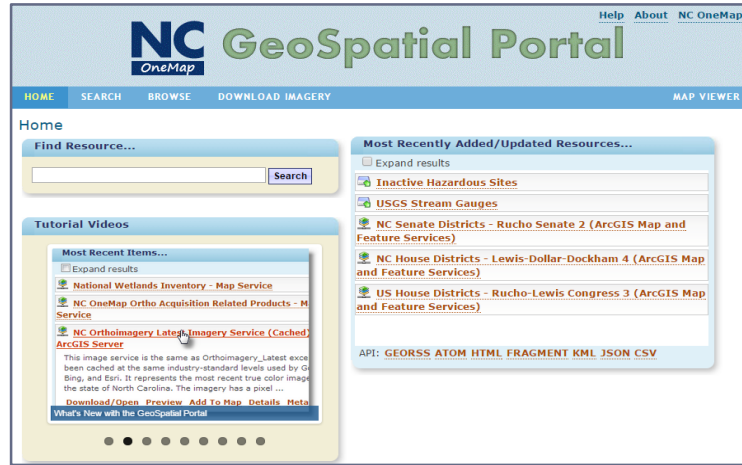 Help About NC OneMap
NC
OneMap
GeoSpatial Portal
HOME SEARCH BROWSE DOWNLOAD IMAGERY MAP VIEWER
Home
Find Resource...
Search
Tutorial Videos
Most Recent Items...
Expand results
National Wetlands Inventory - Map Service
NC OneMap Ortho Acquisition Related Products - M
Service
NC Orthoimagery Latest Imagery Service (Cached)
ArcGIS Server
This image service is the same as Orthoimagery_Latest exce
been cached at the same industry-standard levels used by G
Bing, and Esri. It represents the most recent true color image
the state of North Carolina. The imagery has a pixel ...
Download/Open Preview Add To Map Details Meta
What's New with the GeoSpatial Portal
Most Recently Added/Updated Resources...
Expand results
Inactive Hazardous Sites
USGS Stream Gauges
NC Senate Districts - Rucho Senate 2 (ArcGIS Map and
Feature Services)
NC House Districts - Lewis-Dollar-Dockham 4 (ArcGIS Map
and Feature Services)
US House Districts - Rucho-Lewis Congress 3 (ArcGIS Map
and Feature Services)
API: GEORSS ATOM HTML FRAGMENT KML JSON CSV